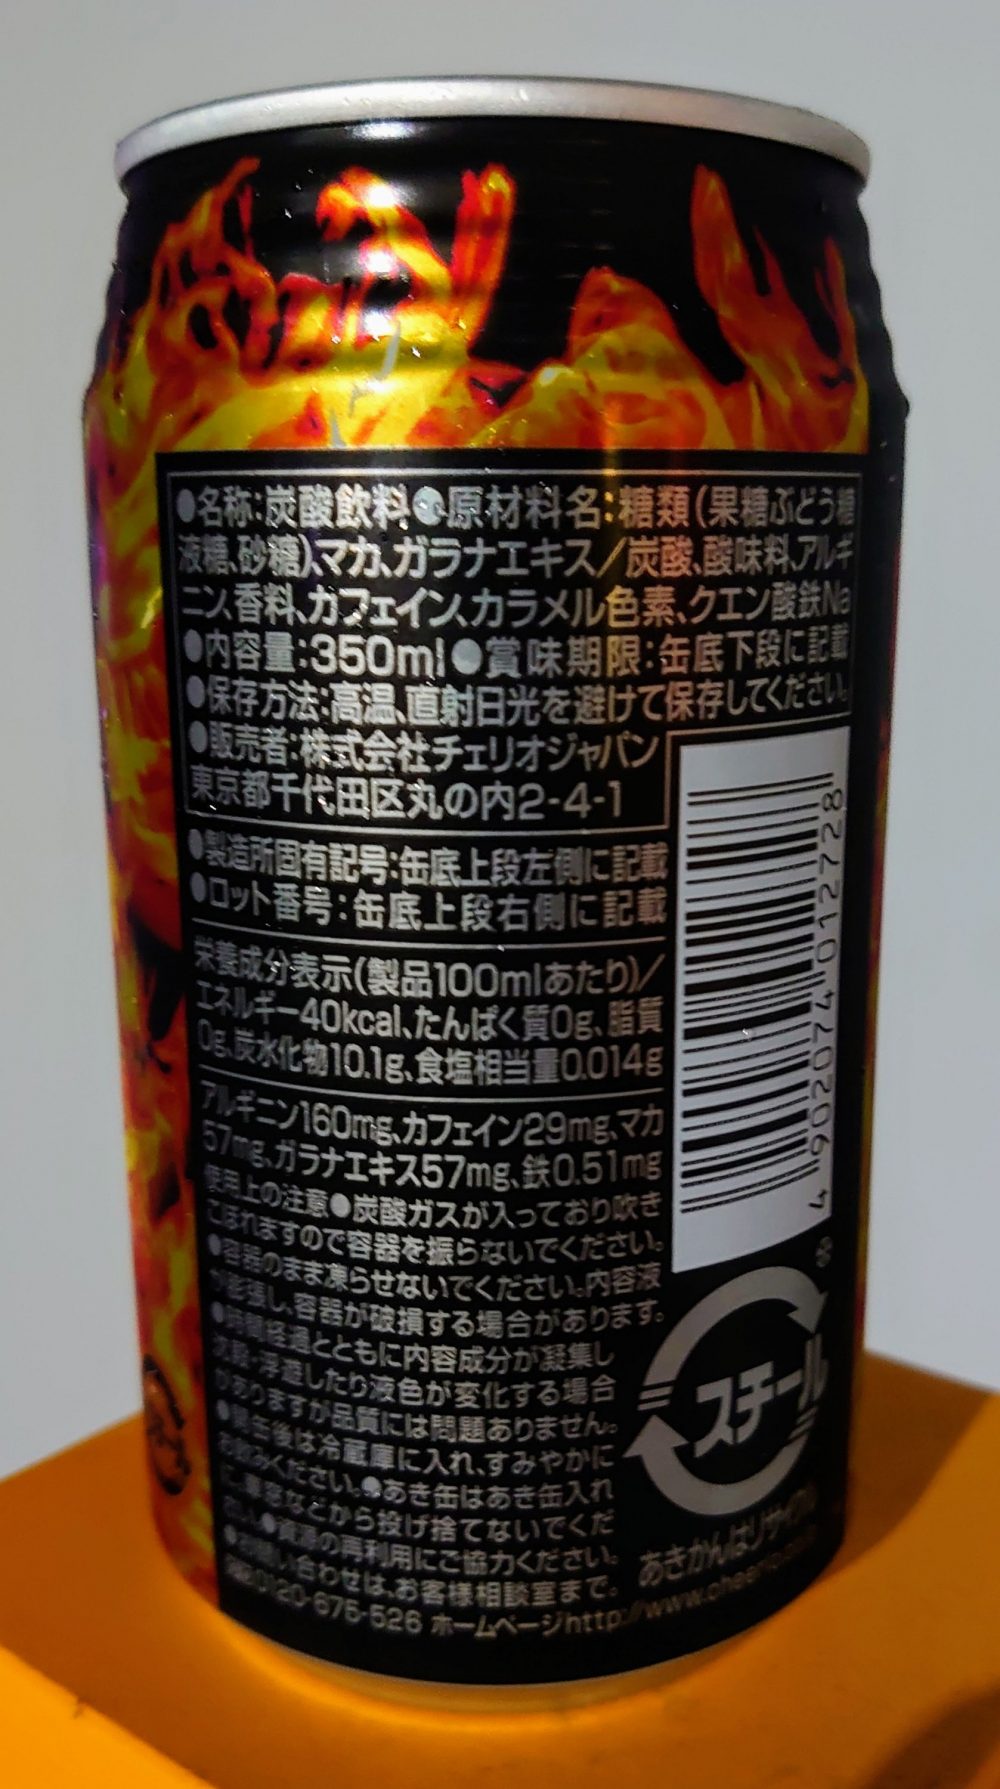 ●名称:炭酸飲料●原材料名:糖類(果糖ぶどう糖
液糖、砂糖)、マカ、ガラナエキス/炭酸、酸味料、アルギ
ニン、香料、カフェイン、カラメル色素、クエン酸鉄Na
●内容量:350ml●賞味期限:缶底下段に記載
●保存方法:高温、直射日光を避けて保存してください。
●販売者:株式会社チェリオジャパン
東京都千代田区丸の内2-4-1
●製造所固有記号:缶底上段左側に記載
●ロット番号:缶底上段右側に記載
栄養成分表示(製品100mlあたり)/
エネルギー40kcal、たんぱく質0g、脂質
0g、炭水化物10.1g、食塩相当量0.014g
アルギニン160mg、カフェイン29mg、マカ
57mg、ガラナエキス57mg、鉄0.51mg
使用上の注意●炭酸ガスが入っており吹き
こぼれますので容器を振らないでください。
●容器のまま凍らせないでください。内容液
が膨張し、容器が破損する場合があります。
●時間経過とともに内容成分が凝集し
沈殿・浮遊したり液色が変化する場合
がありますが品質には問題ありません。
●開缶後は冷蔵庫に入れ、すみやかに
お飲みください。●あき缶はあき缶入れ
に、車窓などから投げ捨てないでくだ
さい。●資源の再利用にご協力ください。
●お問い合わせは、お客様相談室まで。
0120-675-526 ホームページhttp://www.cheerio.co.jp
4902074012728
スチール
あきかんはリサイクル